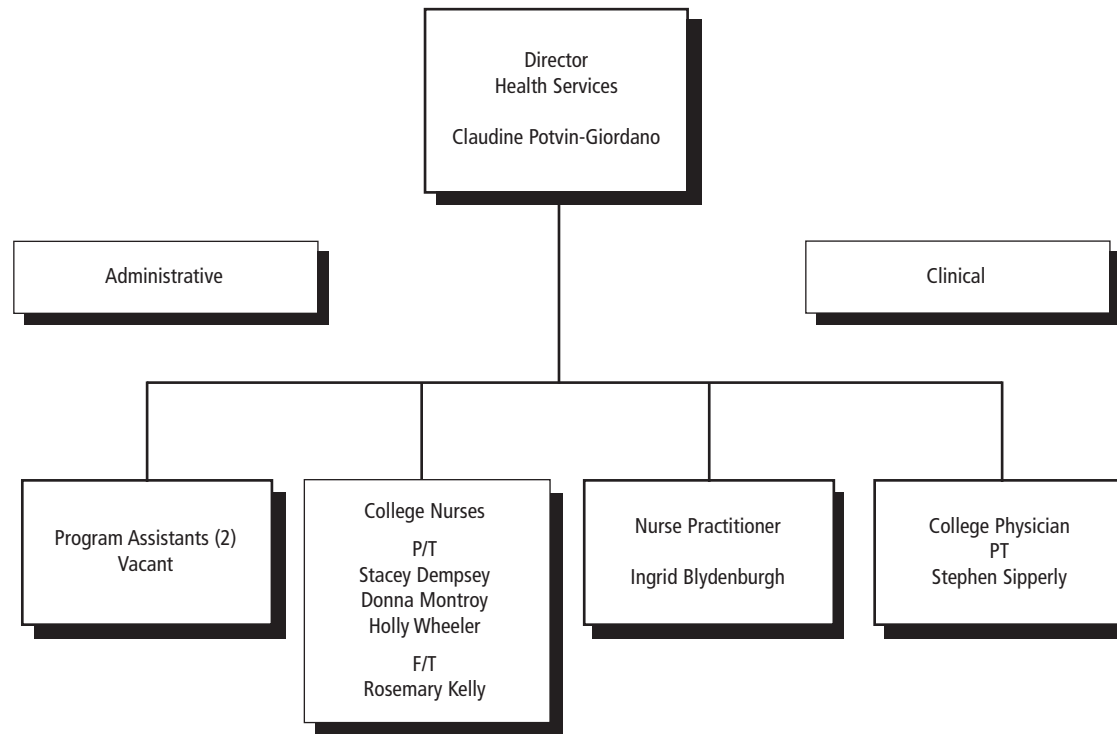 Director
Health Services
Claudine Potvin-Giordano
Administrative
Clinical
Program Assistants (2)
Vacant
College Nurses
P/T
Stacey Dempsey
Donna Montroy
Holly Wheeler
F/T
Rosemary Kelly
Nurse Practitioner
Ingrid Blydenburgh
College Physician
PT
Stephen Sipperly